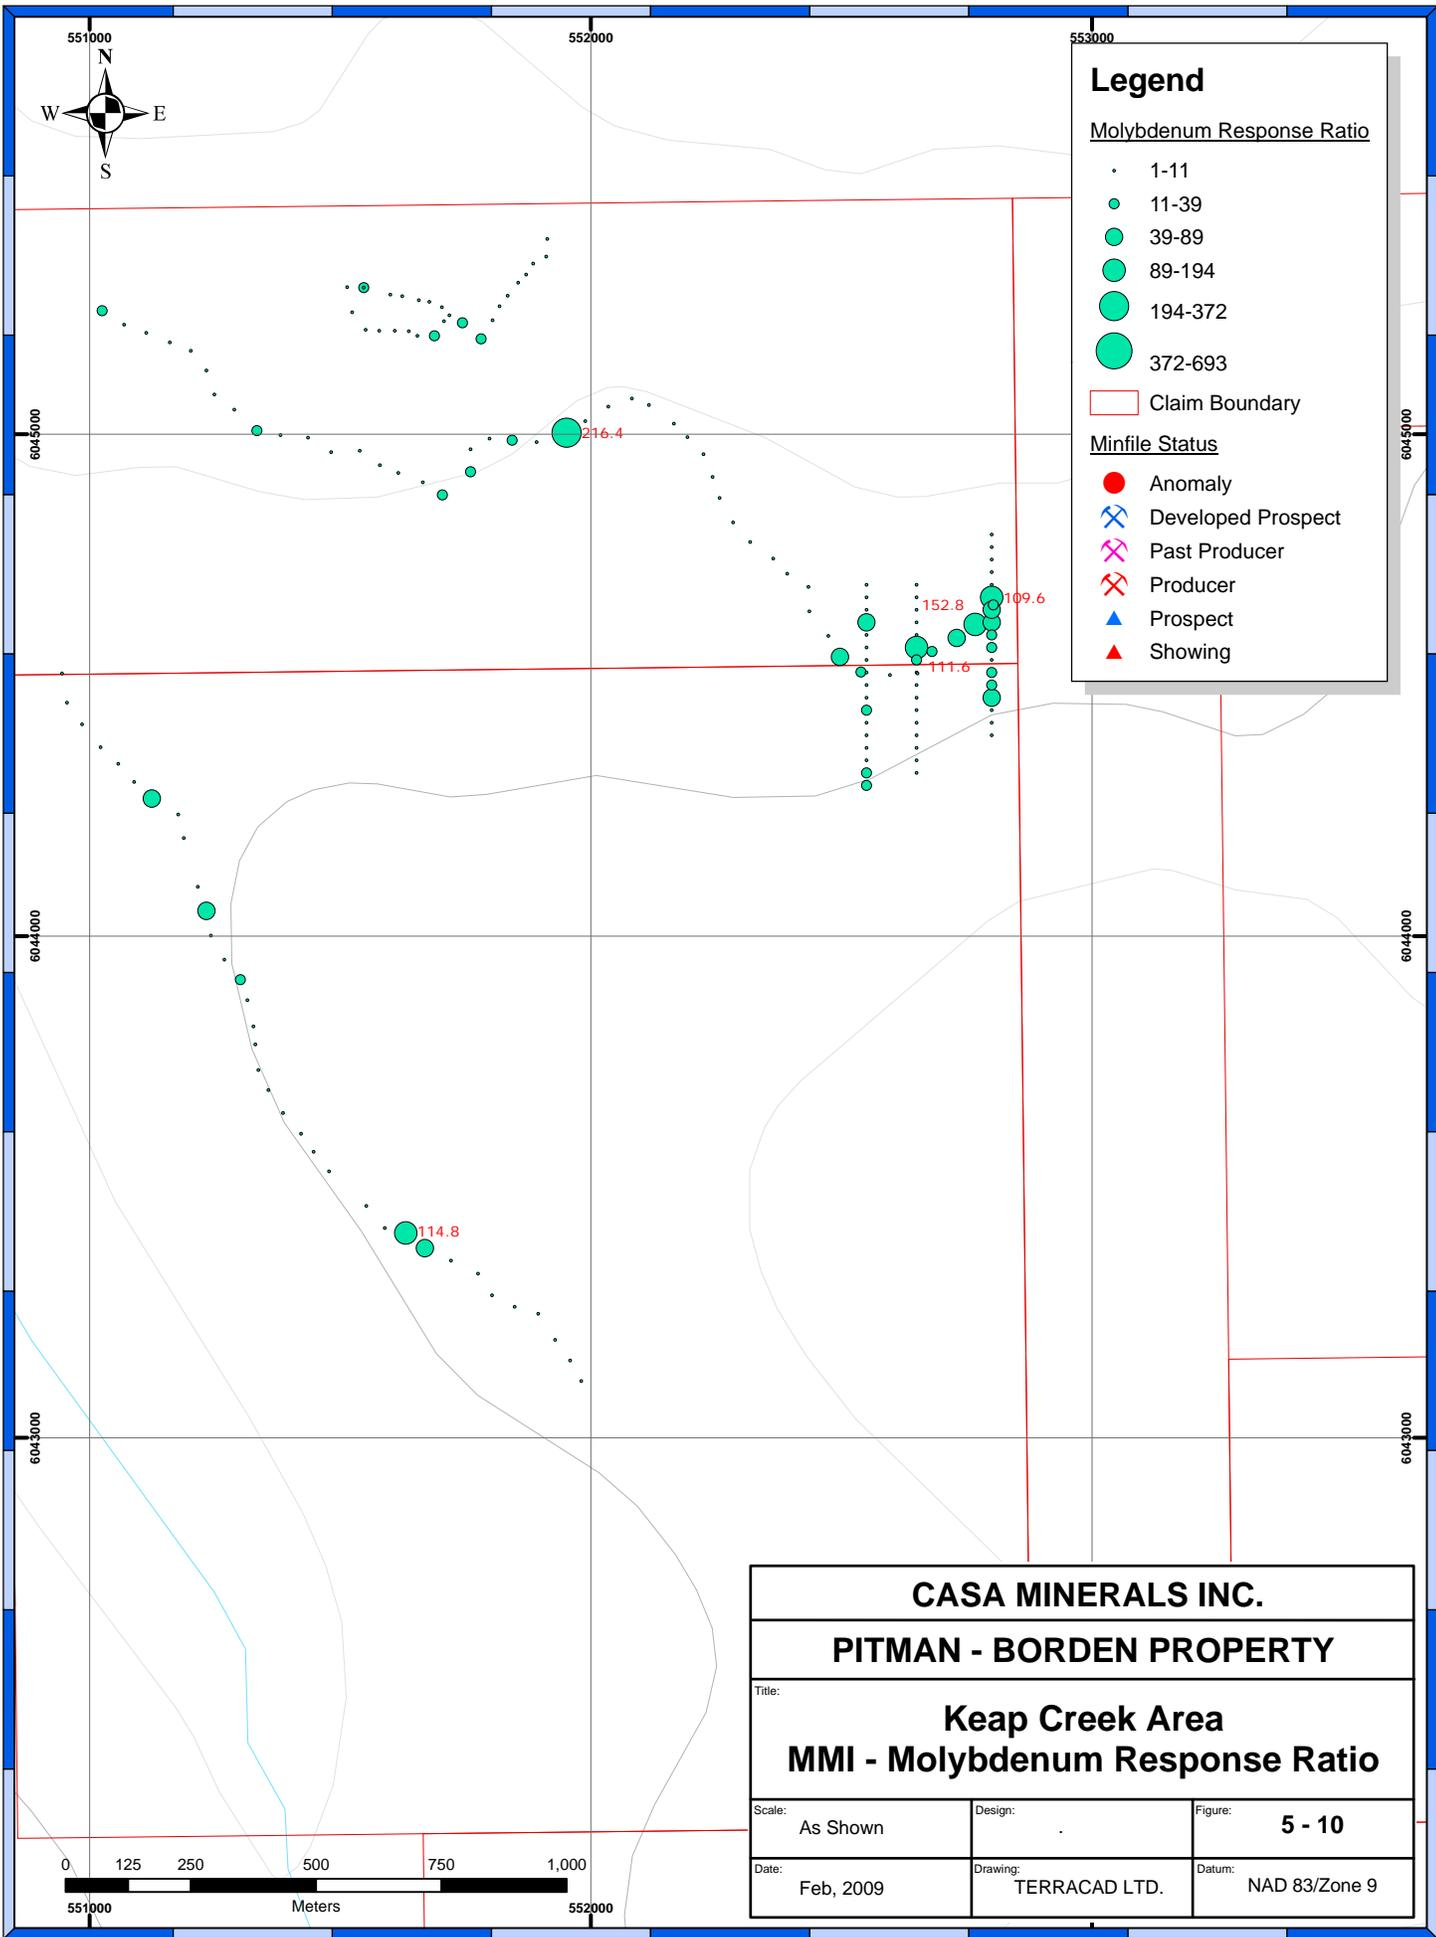 551000
552000
553000
N
W
E
S
Legend
Molybdenum Response Ratio
1-11
11-39
39-89
89-194
194-372
372-693
Claim Boundary
Minfile Status
Anomaly
Developed Prospect
Past Producer
Producer
Prospect
Showing
6045000
6045000
216.4
152.8
109.6
111.6
6044000
6044000
114.8
6043000
6043000
CASA MINERALS INC.
PITMAN - BORDEN PROPERTY
Title:
Keap Creek Area
MMI - Molybdenum Response Ratio
Scale:
As Shown
Design:
.
Figure:
5 - 10
Date:
Feb, 2009
Drawing:
TERRACAD LTD.
Datum:
NAD 83/Zone 9
0 125 250 500 750 1,000
Meters
551000
552000